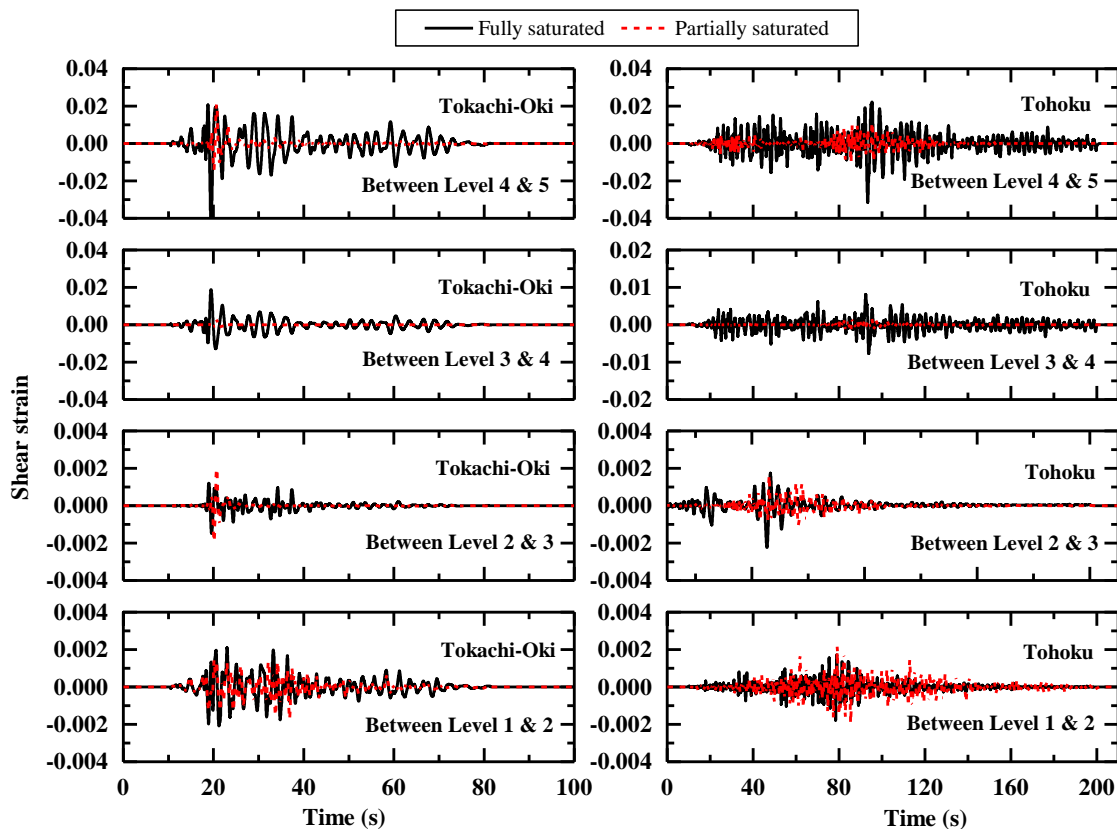 Fully saturated Partially saturated
0.04 0.04
Tokachi-Oki Tohoku
0.02 0.02
0.00 0.00
-0.02 Between Level 4 & 5 -0.02 Between Level 4 & 5
-0.04 -0.04
0.04 0.02
Tokachi-Oki Tohoku
0.02 0.01
0.00 0.00
-0.02 Between Level 3 & 4 -0.01 Between Level 3 & 4
-0.04 -0.02
Shear strain
0.004 0.004
Tokachi-Oki Tohoku
0.002 0.002
0.000 0.000
-0.002 Between Level 2 & 3 -0.002 Between Level 2 & 3
-0.004 -0.004
0.004 0.004
Tokachi-Oki Tohoku
0.002 0.002
0.000 0.000
-0.002 Between Level 1 & 2 -0.002 Between Level 1 & 2
-0.004 -0.004
0 20 40 60 80 100 0 40 80 120 160 200
Time (s) Time (s)